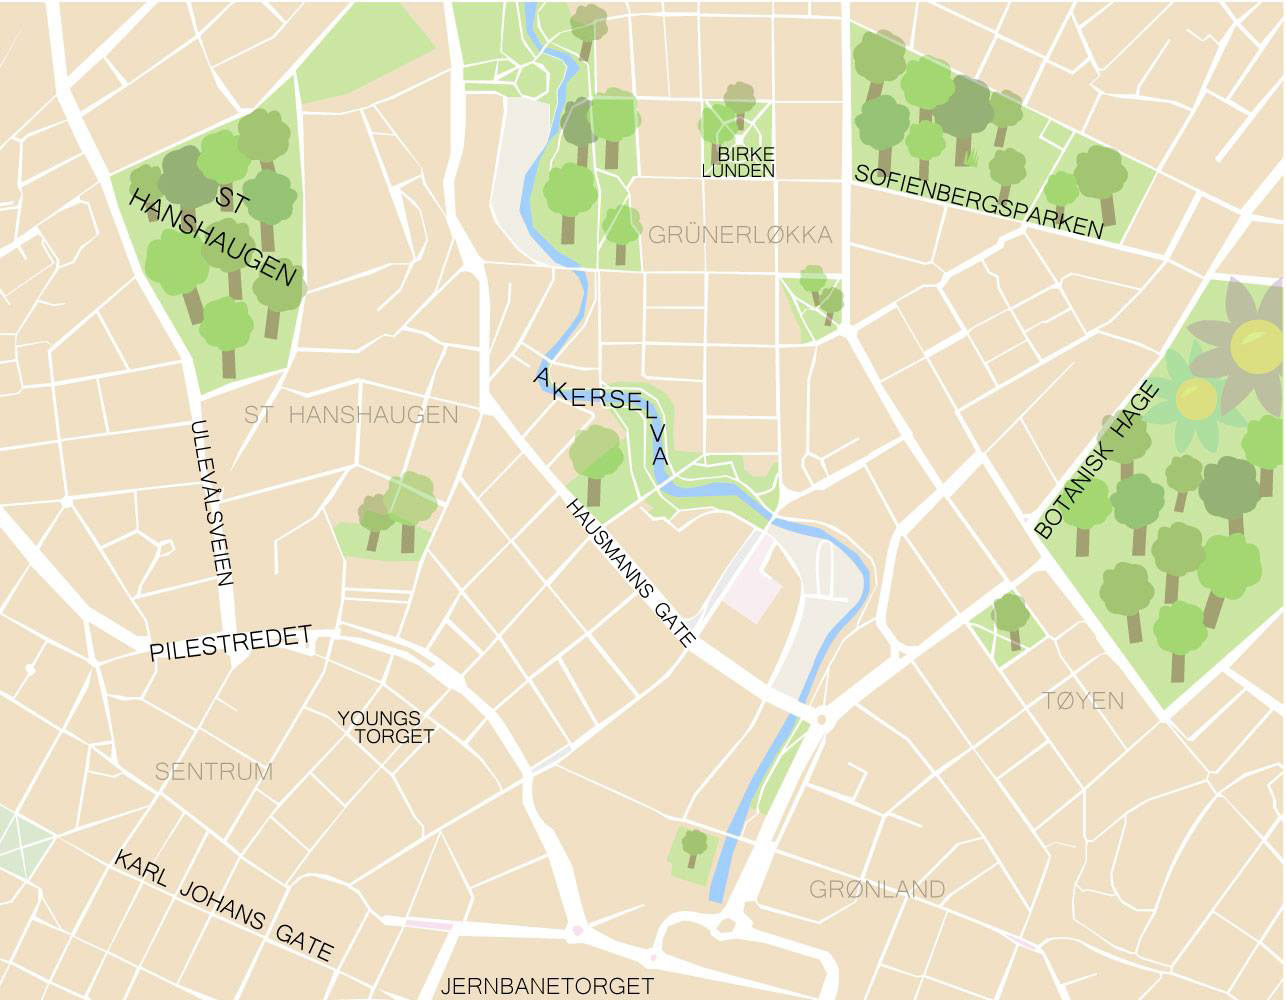 BIRKE
LUNDEN
SOFIENBERGSPARKEN
ST
HANSHAUGEN
GRÜNERLØKKA
AKERSELVA
BOTANISK HAGE
ST HANSHAUGEN
ULLEVÅLSVEIEN
HAUSMANNS GATE
PILESTREDET
TØYEN
YOUNGS
TORGET
SENTRUM
KARL JOHANS GATE
GRØNLAND
JERNBANETORGET